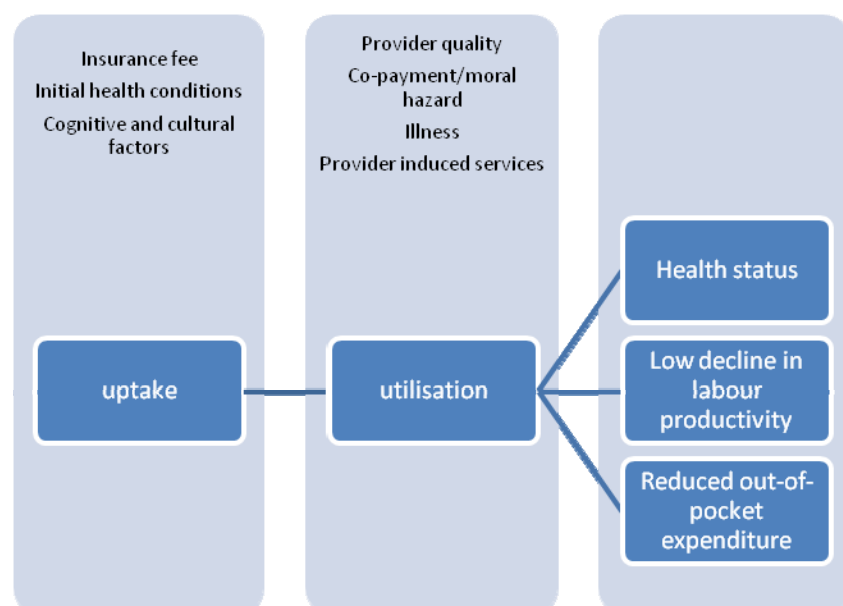 Insurance fee
Initial health conditions
Cognitive and cultural
factors
Provider quality
Co-payment/moral
hazard
Illness
Provider induced services
uptake
utilisation
Health status
Low decline in
labour
productivity
Reduced out-of-
pocket
expenditure